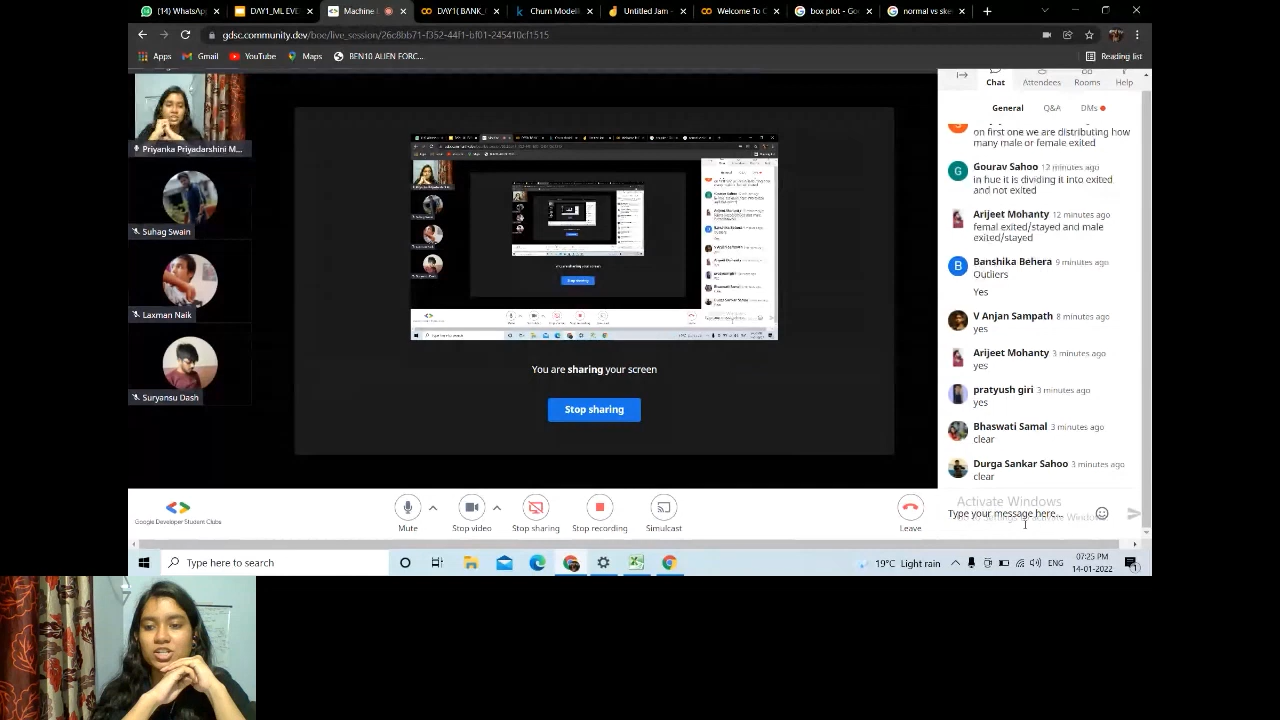 (14) WhatsA
DAY1_ML EVE
Machine
DAY1( BANK_
Churn Modelli
Untitled Jam
Welcome To C
box plot - Goo
normal vs ske
gdsc.community.dev/boe/live_session/26c8bb71-f352-44f1-bf01-245410cf1515
Apps
Gmail
YouTube
Maps
BEN10 ALIEN FORC...
Reading list
Priyanka Priyadarshini M...
Suhag Swain
Laxman Naik
Suryansu Dash
You are sharing your screen
Stop sharing
Chat
Attendees
Rooms
Help
General
Q&A
DMs
on first one we are distributing how
many male or female exited
Gourav Sahoo 12 minutes ago
in hue it is dividing it into exited
and not exited
Arijeet Mohanty 12 minutes ago
femal exited/stayed and male
exited/stayed
Banshika Behera 9 minutes ago
Outliers
Yes
V Anjan Sampath 8 minutes ago
yes
Arijeet Mohanty 3 minutes ago
yes
pratyush giri 3 minutes ago
yes
Bhaswati Samal 3 minutes ago
clear
Durga Sankar Sahoo 3 minutes ago
clear
Activate Windows
Type your message here...
Google Developer Student Clubs
Mute
Stop video
Stop sharing
Stop recording
Simulcast
Leave
Type here to search
19°C Light rain
ENG
07:25 PM
14-01-2022